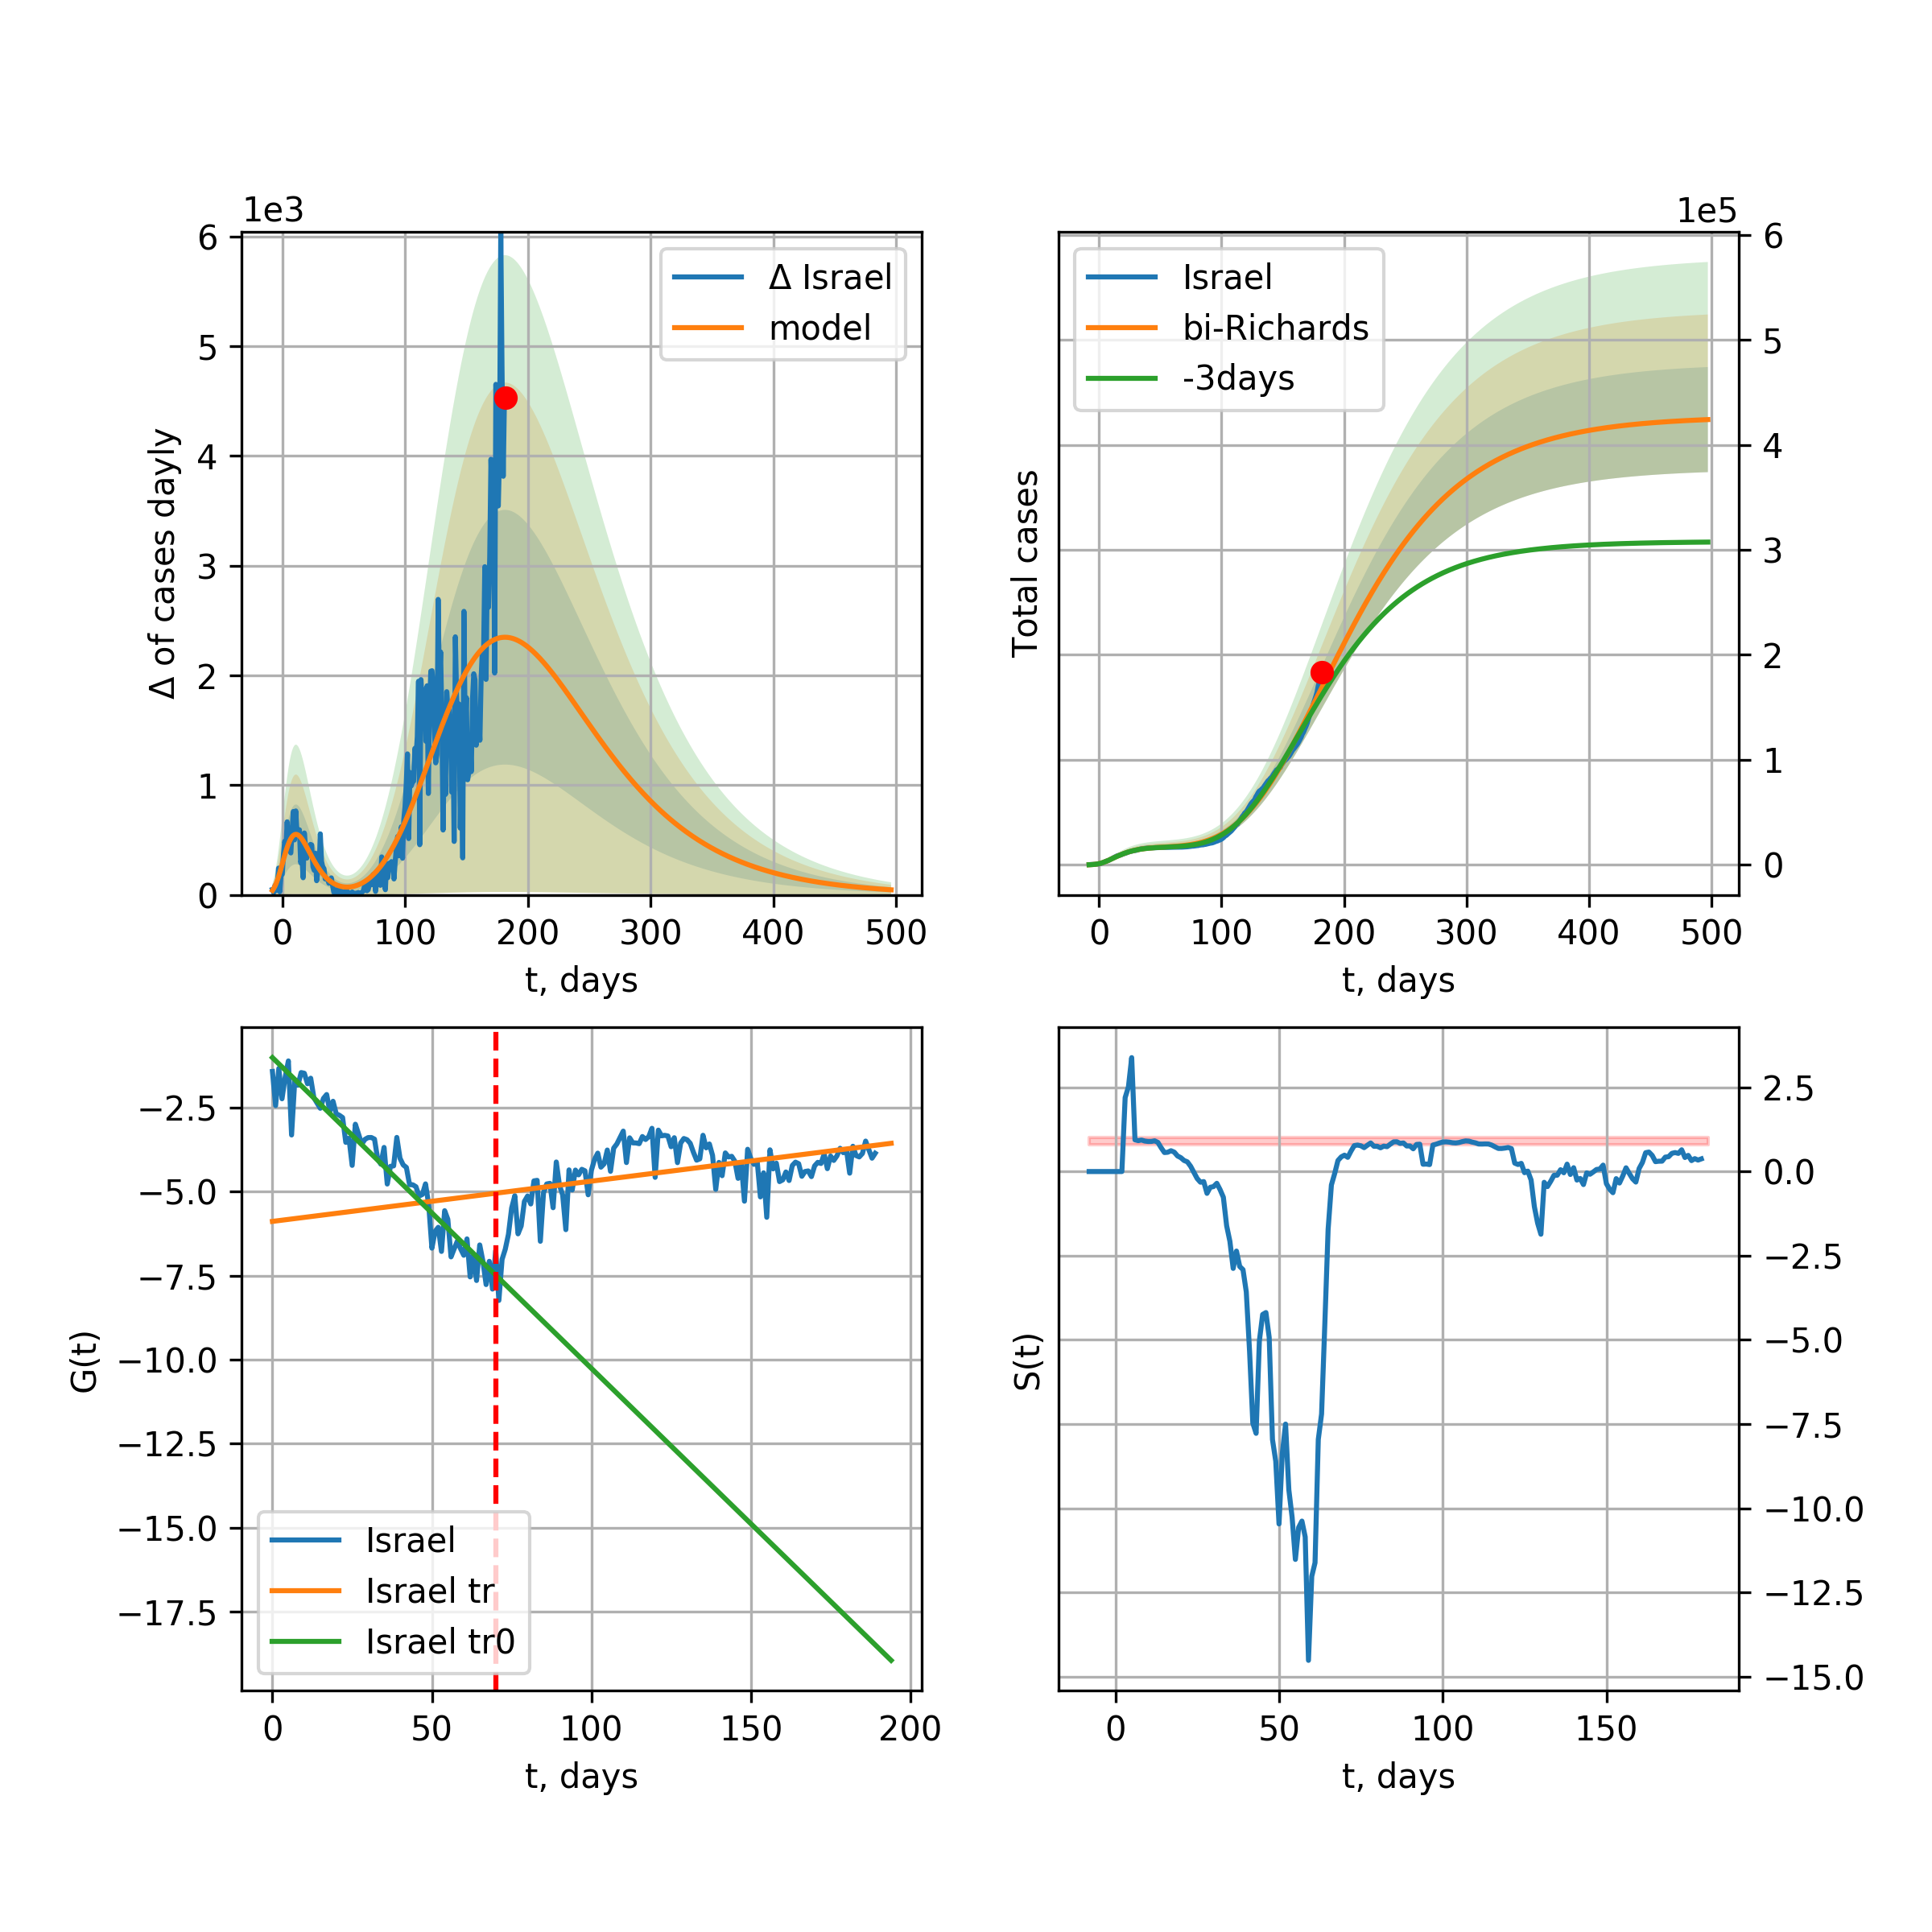 1e3
6
5
4
3
2
1
0
Δ of cases dayly
Δ Israel
model
0 100 200 300 400 500
t, days
1e5
6
5
4
3
2
1
0
Total cases
Israel
bi-Richards
-3days
0 100 200 300 400 500
t, days
−2.5
−5.0
−7.5
−10.0
−12.5
−15.0
−17.5
G(t)
Israel
Israel tr
Israel tr0
0 50 100 150 200
t, days
2.5
0.0
−2.5
−5.0
−7.5
−10.0
−12.5
−15.0
S(t)
0 50 100 150
t, days